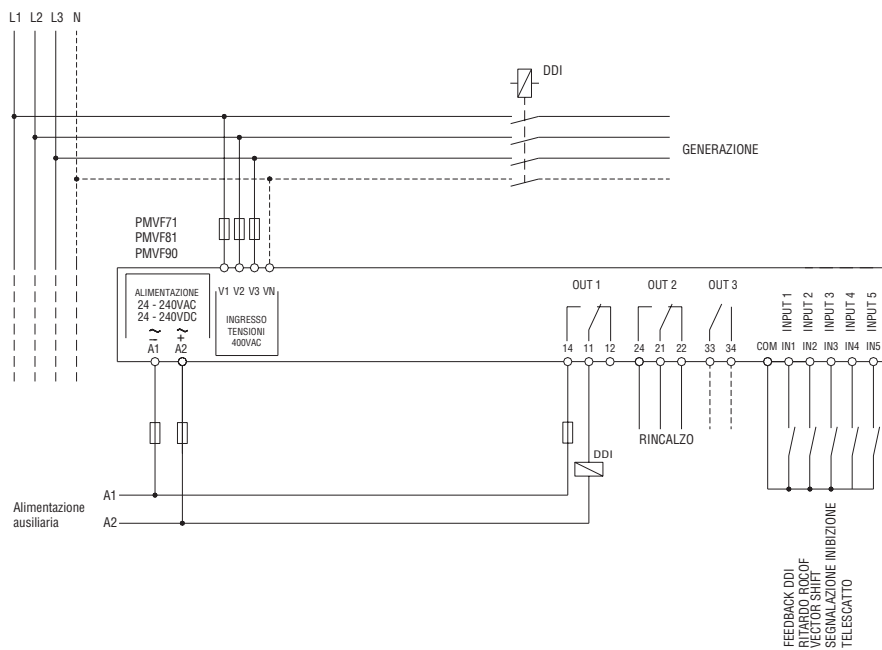 L1 L2 L3 N
DDI
GENERAZIONE
PMVF71
PMVF81
PMVF90
ALIMENTAZIONE
24 - 240VAC
24 - 240VDC
~ ~
− +
A1 A2
V1 V2 V3 VN
INGRESSO
TENSIONI
400VAC
OUT 1
OUT 2
OUT 3
INPUT 1
INPUT 2
INPUT 3
INPUT 4
INPUT 5
14 11 12
24 21 22
33 34
COM IN1 IN2 IN3 IN4 IN5
RINCALZO
DDI
Alimentazione
ausiliaria
A1
A2
FEEDBACK DDI
RITARDO ROCOF
VECTOR SHIFT
SEGNALAZIONE INIBIZIONE
TELESCATTO